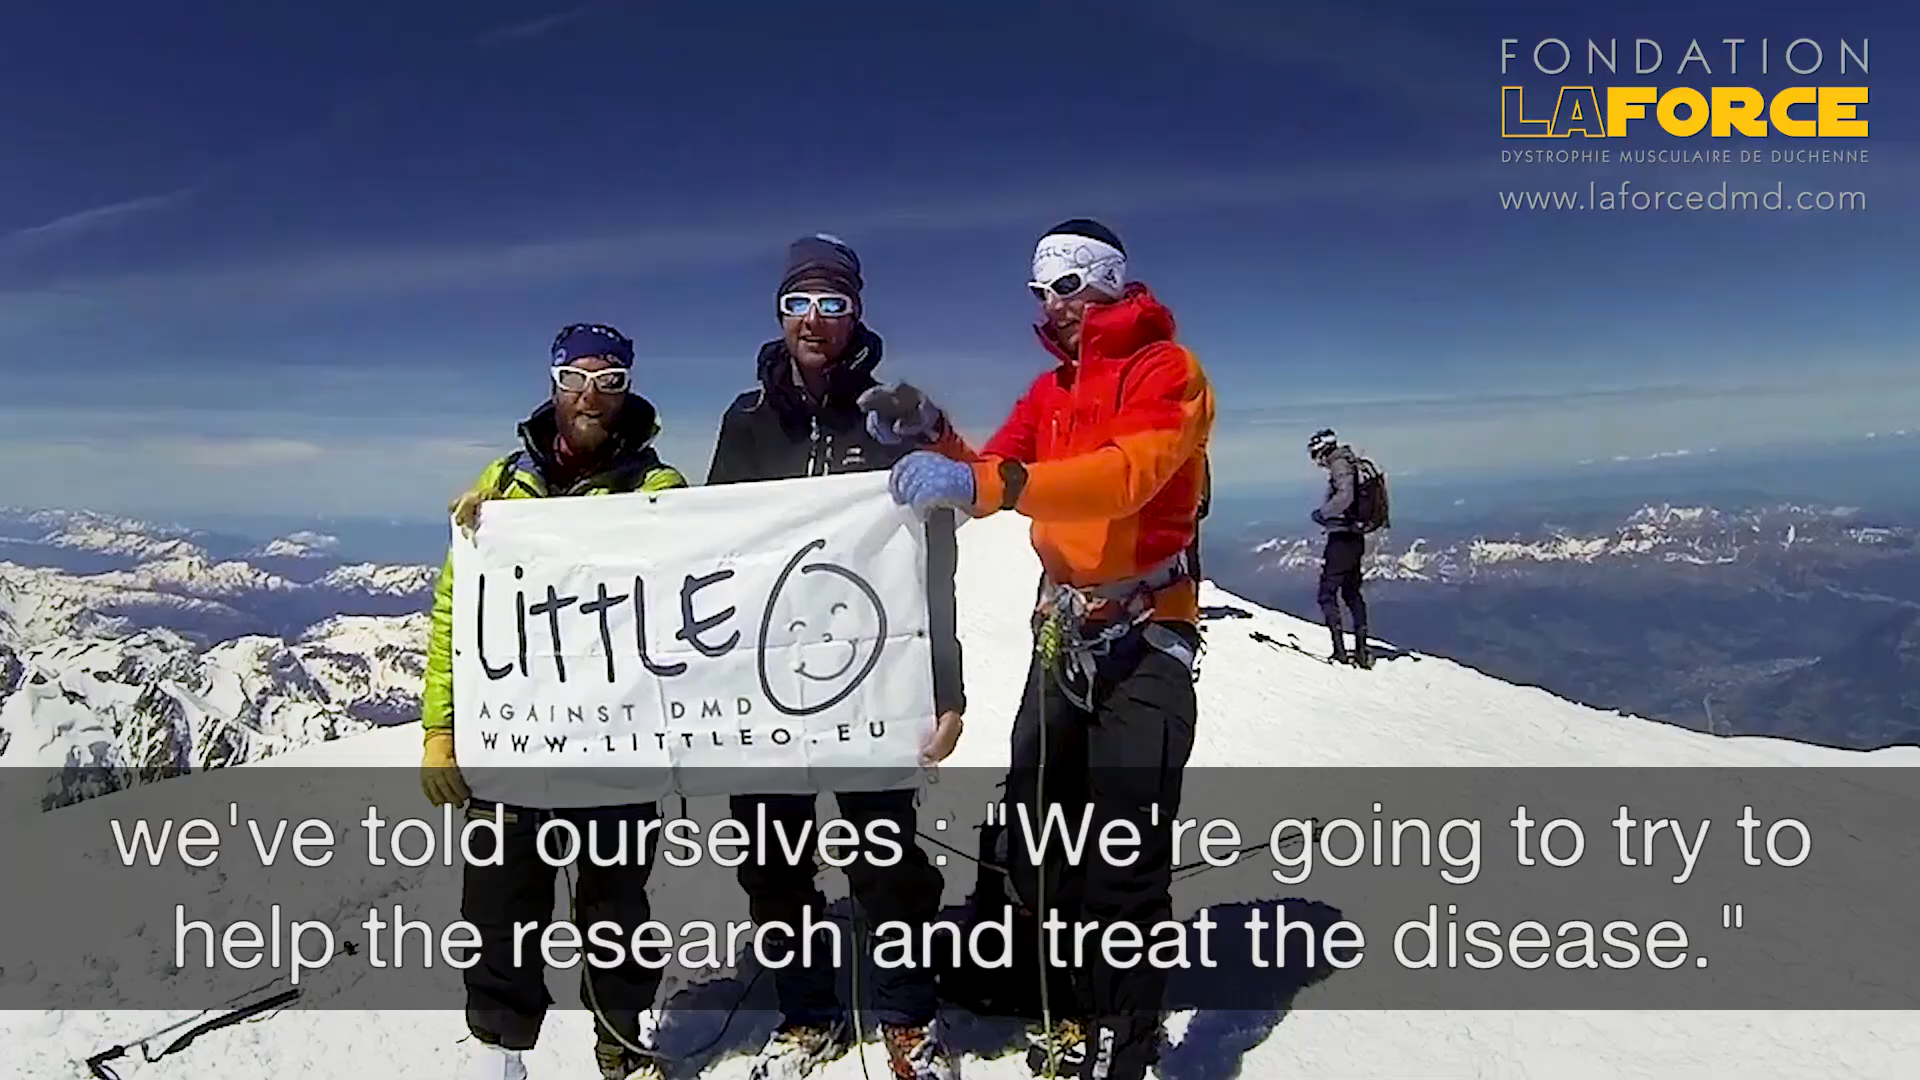 FONDATION
LAFORCE
DYSTROPHIE MUSCULAIRE DE DUCHENNE
www.laforcedmd.com
LiTTLE O
AGAINST DMD
WWW.LITTLEO.EU
we've told ourselves : "We're going to try to
help the research and treat the disease."